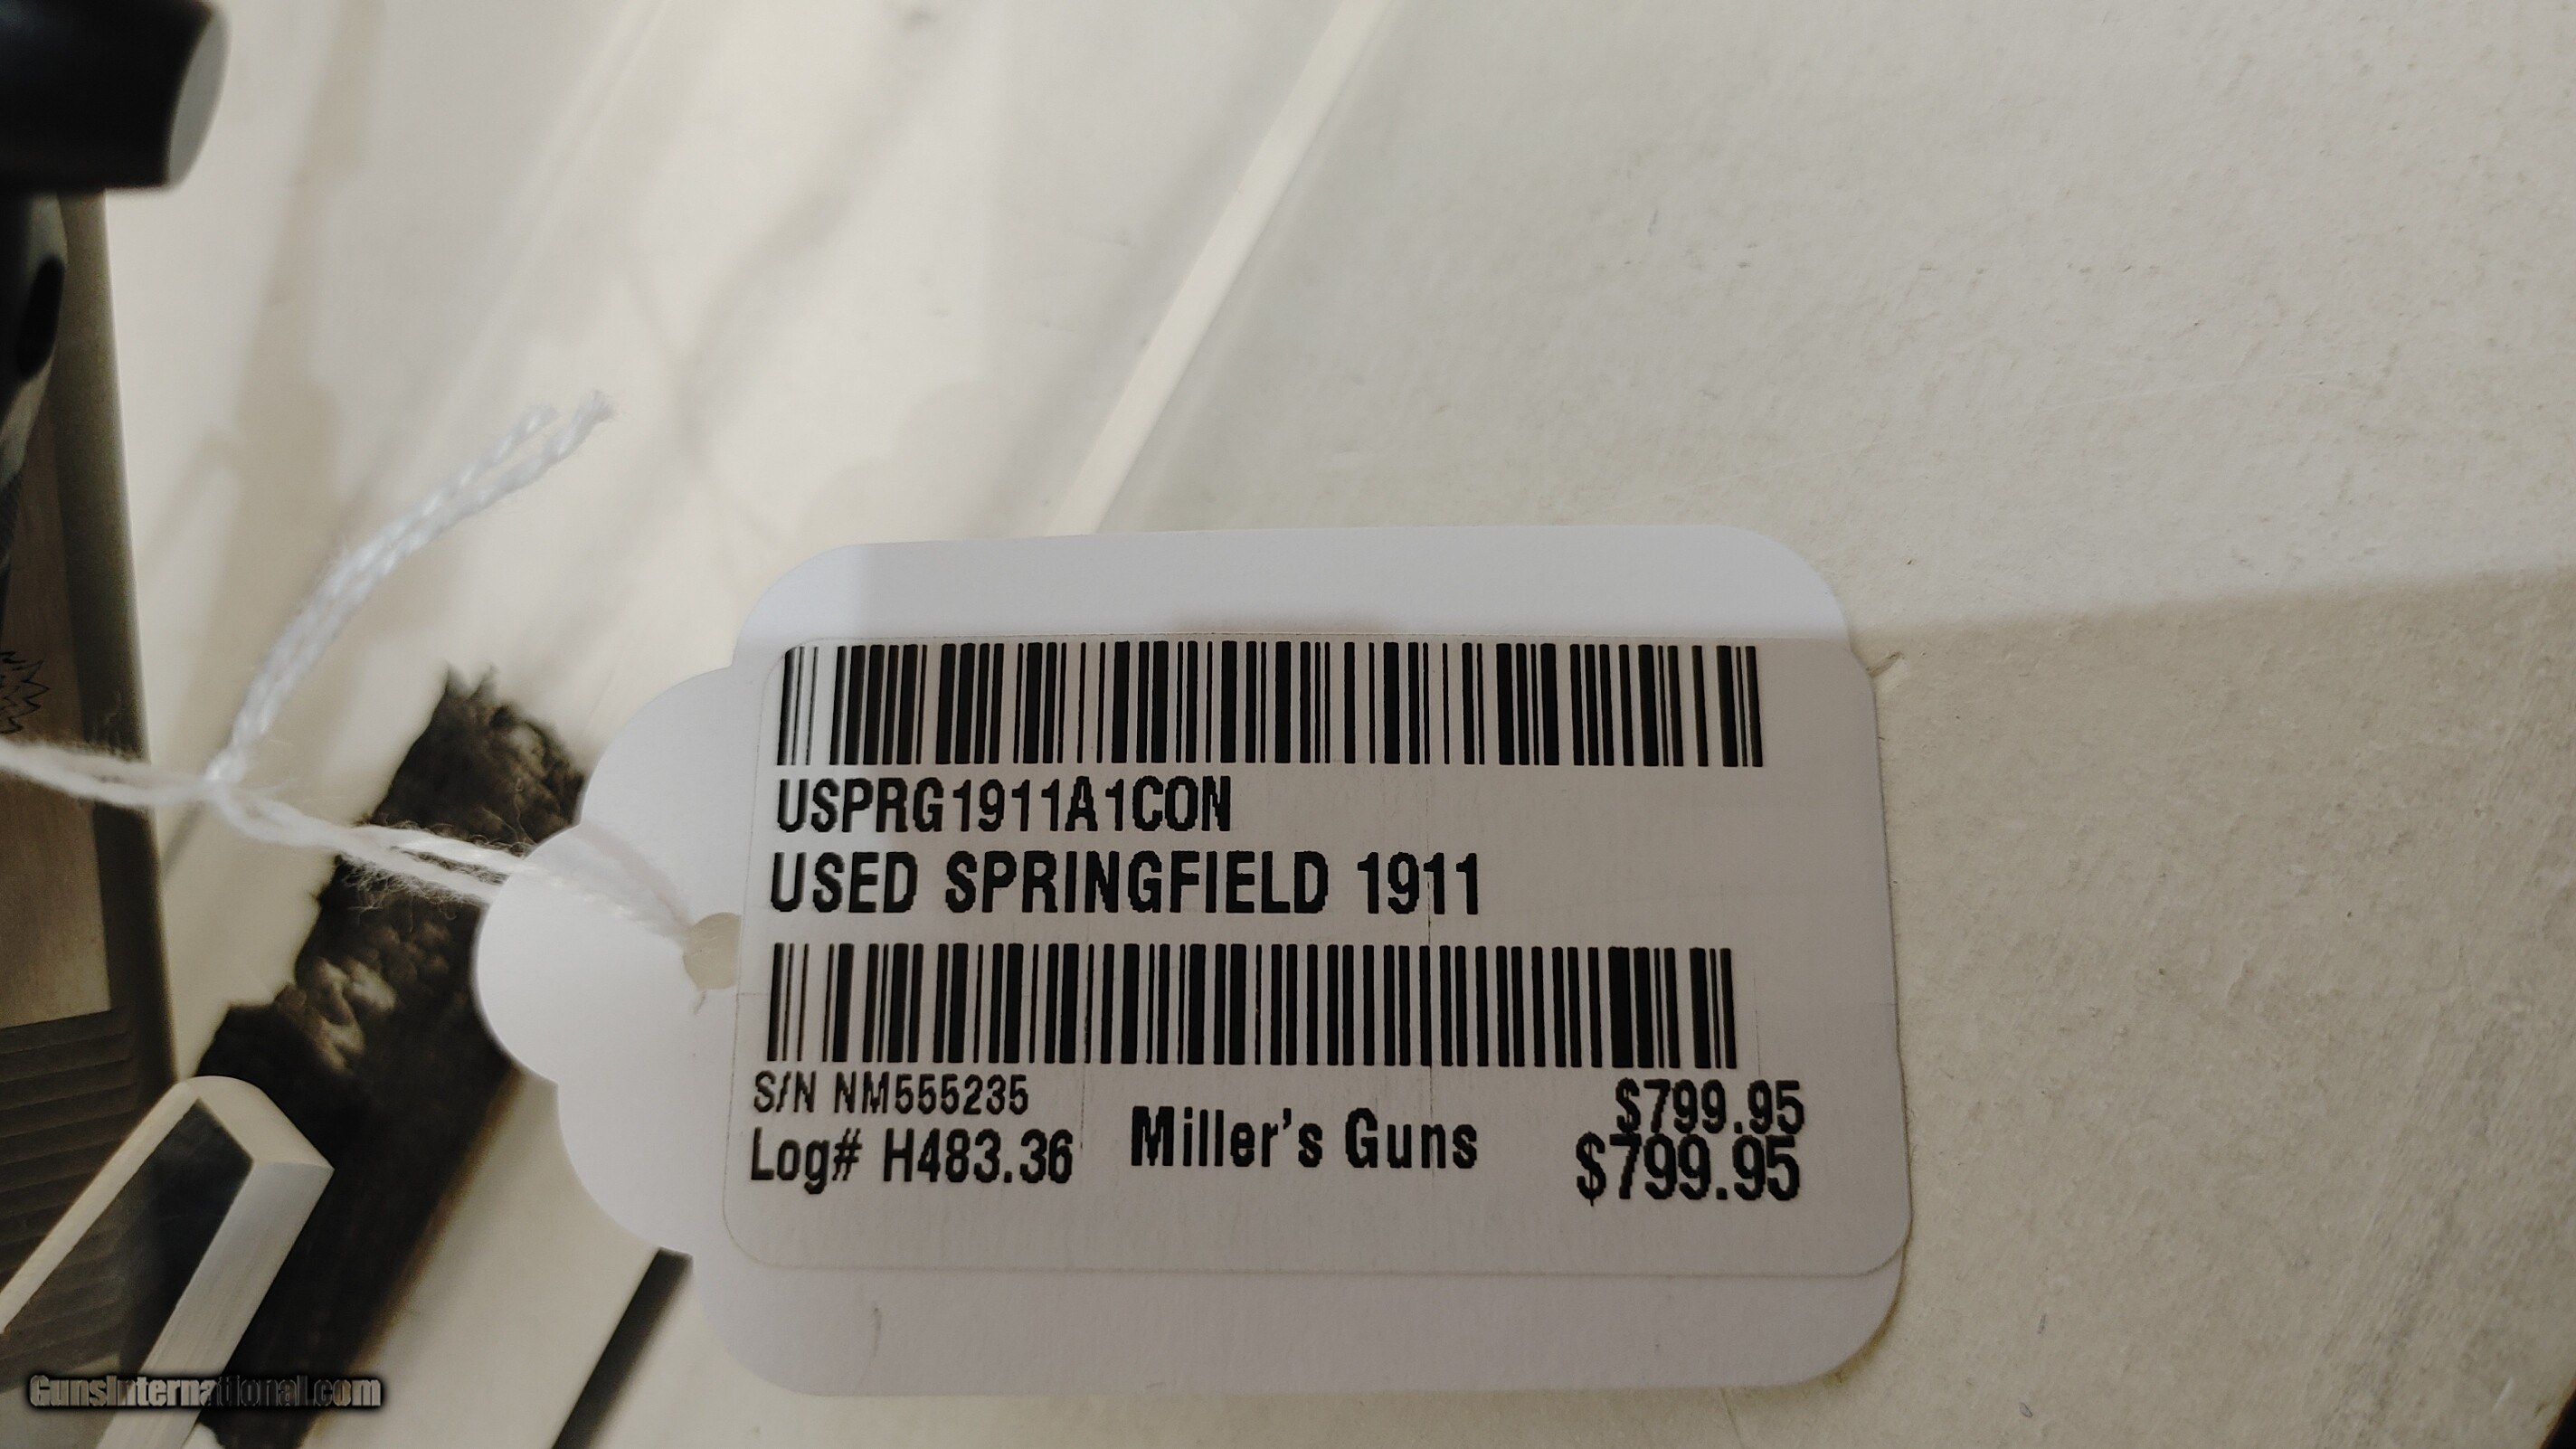 USPRG1911A1CON
USED SPRINGFIELD 1911
S/N NM555235
$799.95
Log# H483.36
Miller's Guns
$799.95
GunsInternational.com